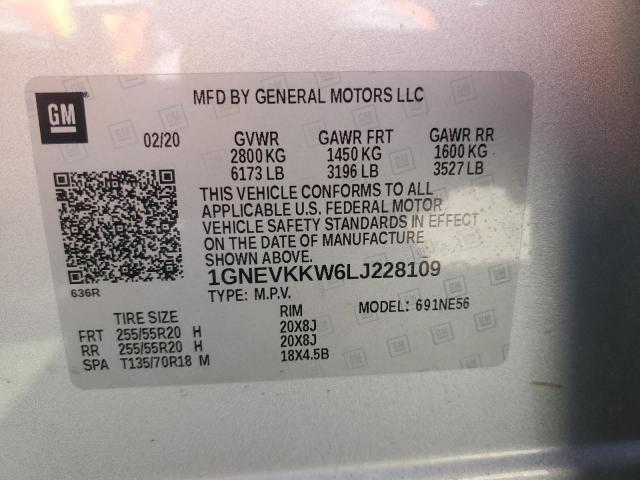 GM
MFD BY GENERAL MOTORS LLC
02/20 GVWR GAWR FRT GAWR RR
2800 KG 1450 KG 1600 KG
6173 LB 3196 LB 3527 LB
THIS VEHICLE CONFORMS TO ALL
APPLICABLE U.S. FEDERAL MOTOR
VEHICLE SAFETY STANDARDS IN EFFECT
ON THE DATE OF MANUFACTURE
SHOWN ABOVE.
1GNEVKKW6LJ228109
636R
TYPE: M.P.V.
MODEL: 691NE56
TIRE SIZE RIM
FRT 255/55R20 H 20X8J
RR 255/55R20 H 20X8J
SPA T135/70R18 M 18X4.5B